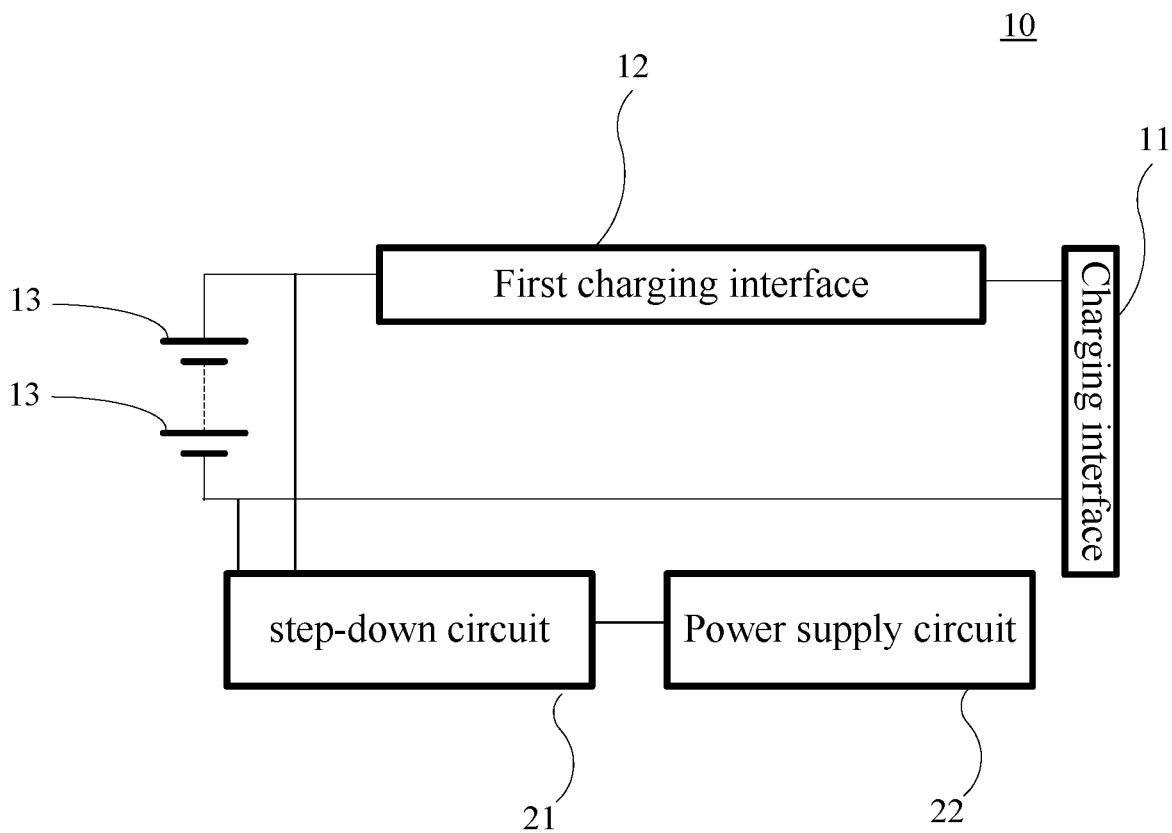 10
12
11
First charging interface
Charging interface
13
13
step-down circuit
Power supply circuit
21
22